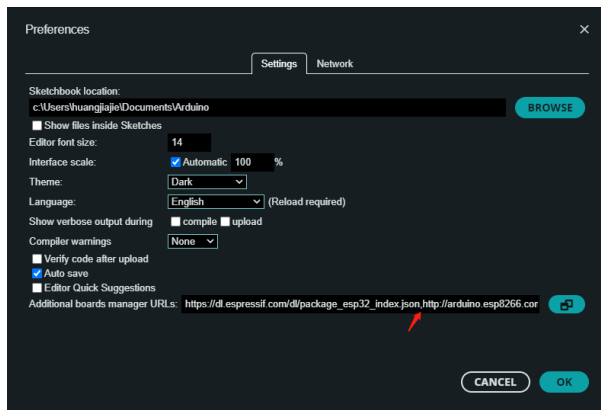 Preferences
Settings Network
Sketchbook location:
c:\Users\huangjiajie\Documents\Arduino BROWSE
Show files inside Sketches
Editor font size: 14
Interface scale: Automatic 100 %
Theme: Dark
Language: English (Reload required)
Show verbose output during compile upload
Compiler warnings None
Verify code after upload
Auto save
Editor Quick Suggestions
Additional boards manager URLs: https://dl.espressif.com/dl/package_esp32_index.json,http://arduino.esp8266.cor
CANCEL OK